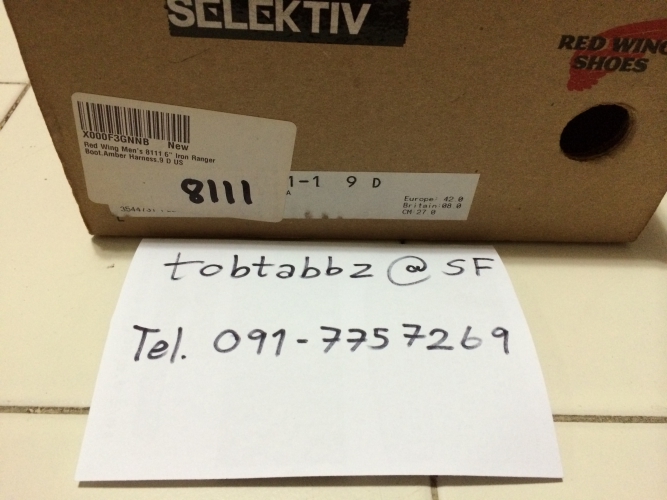 SELEKTIV
RED WING
SHOES
X000F3GNNB New
Red Wing Men's 8111 6" Iron Ranger
Boot,Amber Harness,9 D US
8111
1-1 9 D
Europe: 42.0
Britain:08.0
CM:27.0
tobtabbz @ SF
Tel. 091-7757269